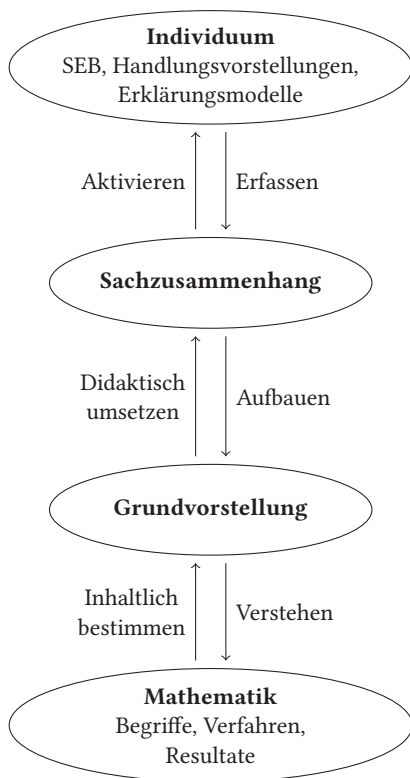 Individuum
SEB, Handlungsvorstellungen,
Erklärungsmodelle
Aktivieren
Erfassen
Sachzusammenhang
Didaktisch
umsetzen
Aufbauen
Grundvorstellung
Inhaltlich
bestimmen
Verstehen
Mathematik
Begriffe, Verfahren,
Resultate